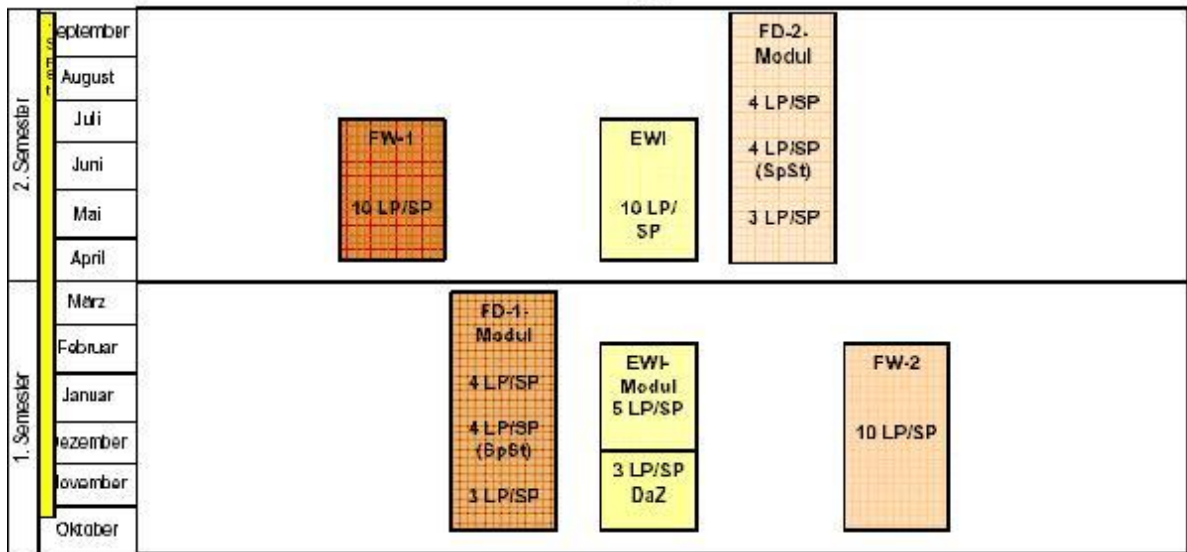 2. Semester
eptember
August
Juli
Juni
Mai
April
FW-1
10 LP/SP
EWI
10 LP/
SP
FD-2-
Modul
4 LP/SP
4 LP/SP
(SpSt)
3 LP/SP
1. Semester
März
Februar
Januar
ezember
ovember
Oktober
FD-1-
Modul
4 LP/SP
4 LP/SP
(SpSt)
3 LP/SP
EWI-
Modul
5 LP/SP
3 LP/SP
DaZ
FW-2
10 LP/SP